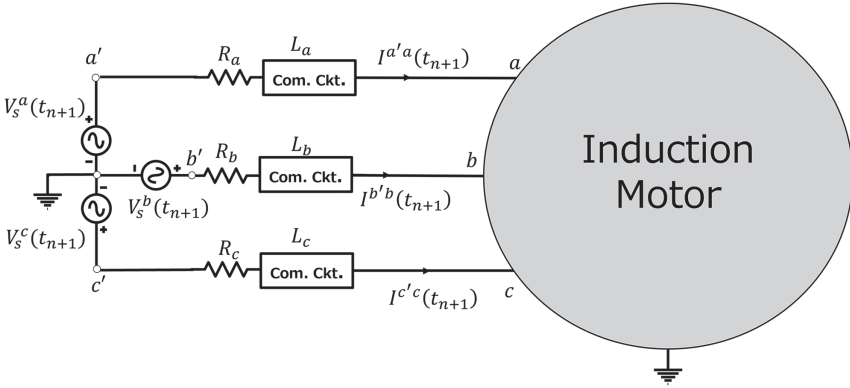 a′
R_a
L_a
Com. Ckt.
I^{a′a}(t_{n+1})
a
V_s^a(t_{n+1})
+
-
b′
R_b
L_b
Com. Ckt.
I^{b′b}(t_{n+1})
b
- +
V_s^b(t_{n+1})
-
V_s^c(t_{n+1})
+
c′
R_c
L_c
Com. Ckt.
I^{c′c}(t_{n+1})
c
Induction
Motor